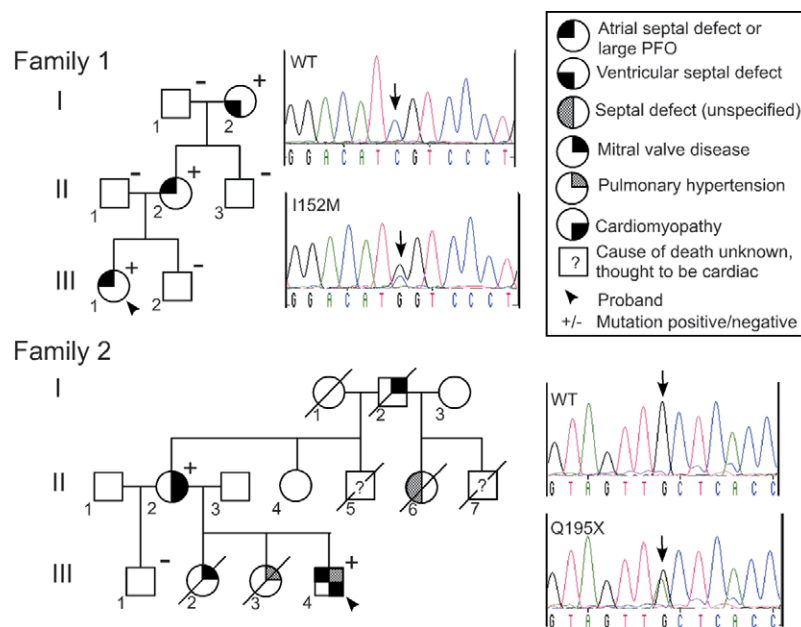 Family 1
I
II
III
1
-
2
+
1
-
2
+
3
-
1
+
2
-
WT
G G A C A T C G T C C C T
I152M
G G A C A T G G T C C C T
Atrial septal defect or
large PFO
Ventricular septal defect
Septal defect (unspecified)
Mitral valve disease
Pulmonary hypertension
Cardiomyopathy
?
Cause of death unknown,
thought to be cardiac
Proband
+/-
Mutation positive/negative
Family 2
I
II
III
1
2
3
1
2
+
3
4
?
5
6
?
7
1
-
2
3
4
+
WT
G T A G T T G C T C A C C
Q195X
G T A G T T G C T C A C C